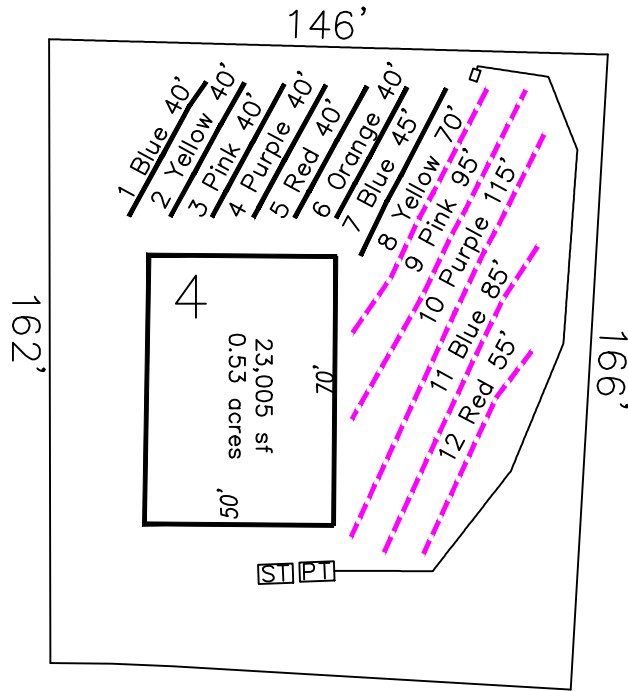 146'
1 Blue 40'
2 Yellow 40'
3 Pink 40'
4 Purple 40'
5 Red 40'
6 Orange 40'
7 Blue 45'
8 Yellow 70'
9 Pink 95'
10 Purple 115'
11 Blue 85'
12 Red 55'
4
23,005 sf
0.53 acres
70'
50'
162'
166'
ST
PT